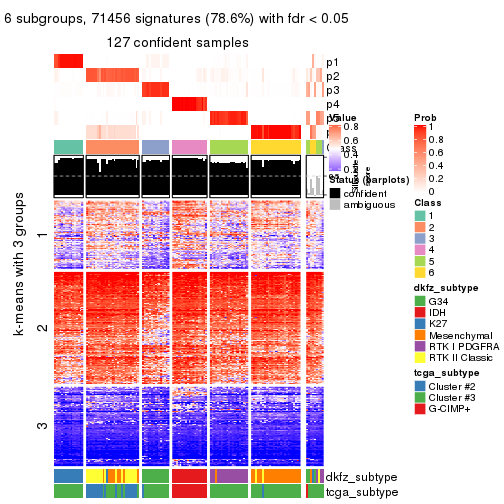 6 subgroups, 71456 signatures (78.6%) with fdr < 0.05
127 confident samples
p1
p2
p3
p4
Value
0.8
0.6
0.4
0.2
Status (barplots)
confident
ambiguous
Prob
1
0.8
0.6
0.4
0.2
0
Class
1
2
3
4
5
6
dkfz_subtype
G34
IDH
K27
Mesenchymal
RTK I PDGFRA
RTK II Classic
tcga_subtype
Cluster #2
Cluster #3
G-CIMP+
k-means with 3 groups
1
2
3
dkfz_subtype
tcga_subtype